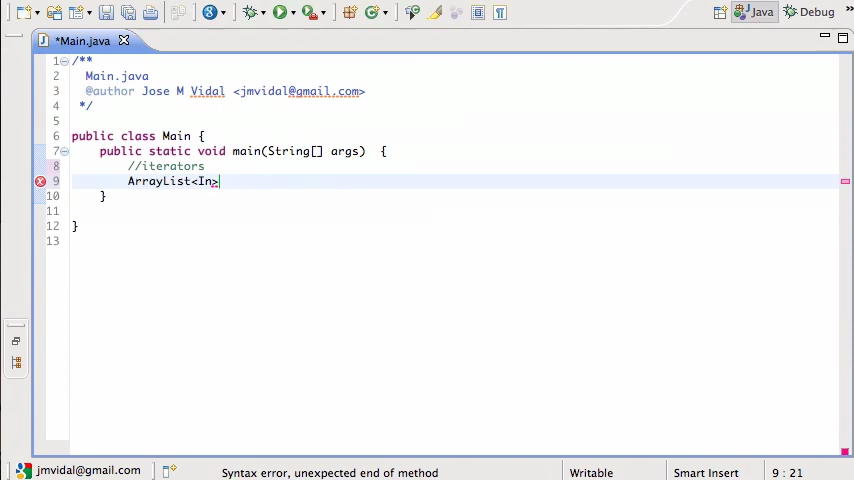 Java
Debug
*Main.java
1 /**
2 Main.java
3 @author Jose M Vidal <jmvidal@gmail.com>
4 */
5
6 public class Main {
7 public static void main(String[] args) {
8 //iterators
9 ArrayList<In>
10 }
11
12 }
13
jmvidal@gmail.com
Syntax error, unexpected end of method
Writable
Smart Insert
9 : 21